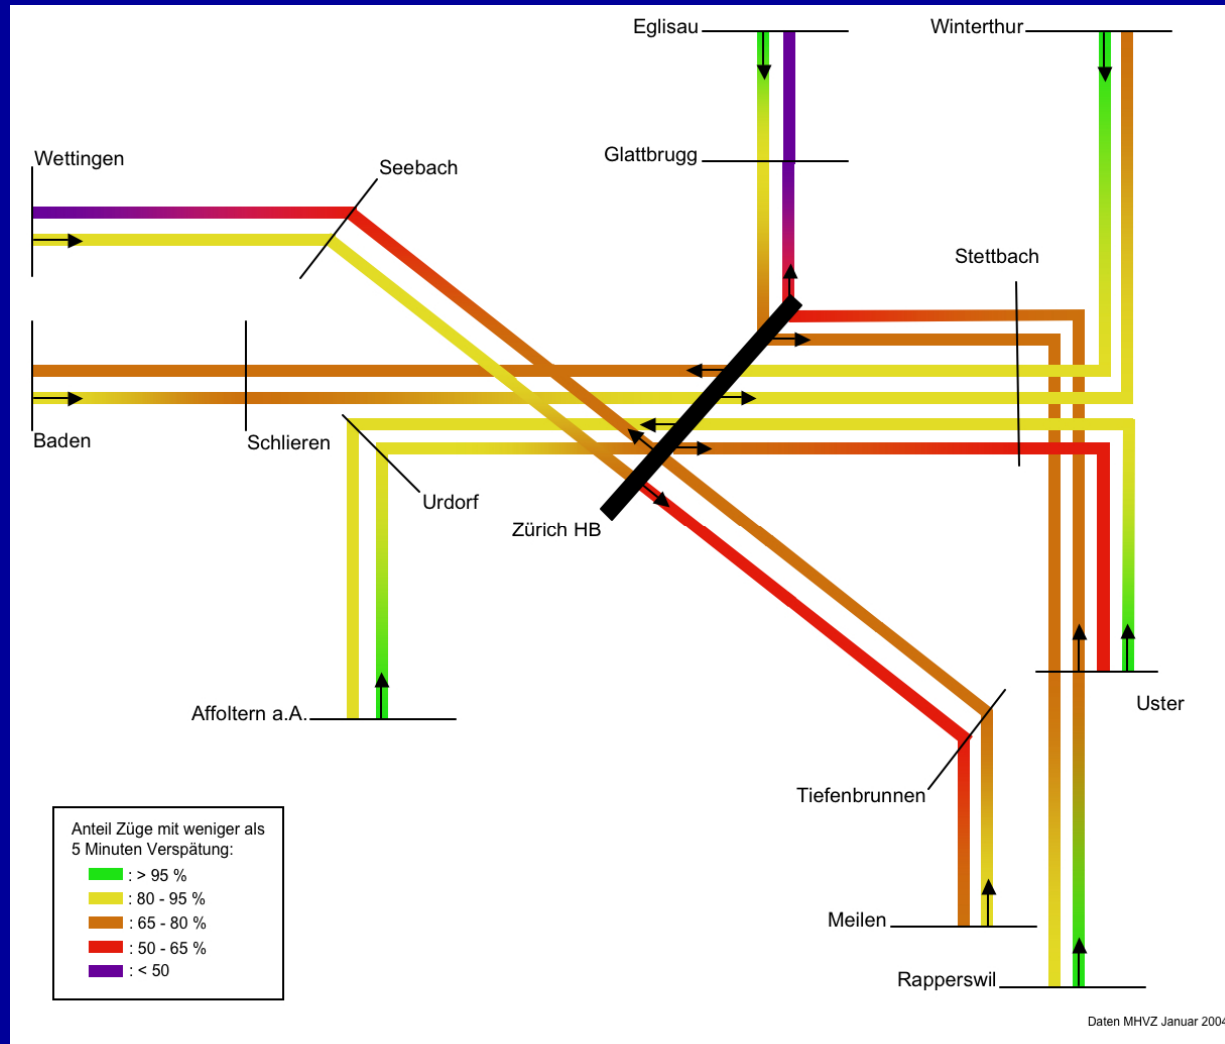 Eglisau
Winterthur
Wettingen
Glattbrugg
Seebach
Stettbach
Baden
Schlieren
Urdorf
Zürich HB
Uster
Affoltern a.A.
Tiefenbrunnen
Anteil Züge mit weniger als
5 Minuten Verspätung:
: > 95 %
: 80 - 95 %
: 65 - 80 %
: 50 - 65 %
: < 50
Meilen
Rapperswil
Daten MHVZ Januar 2004